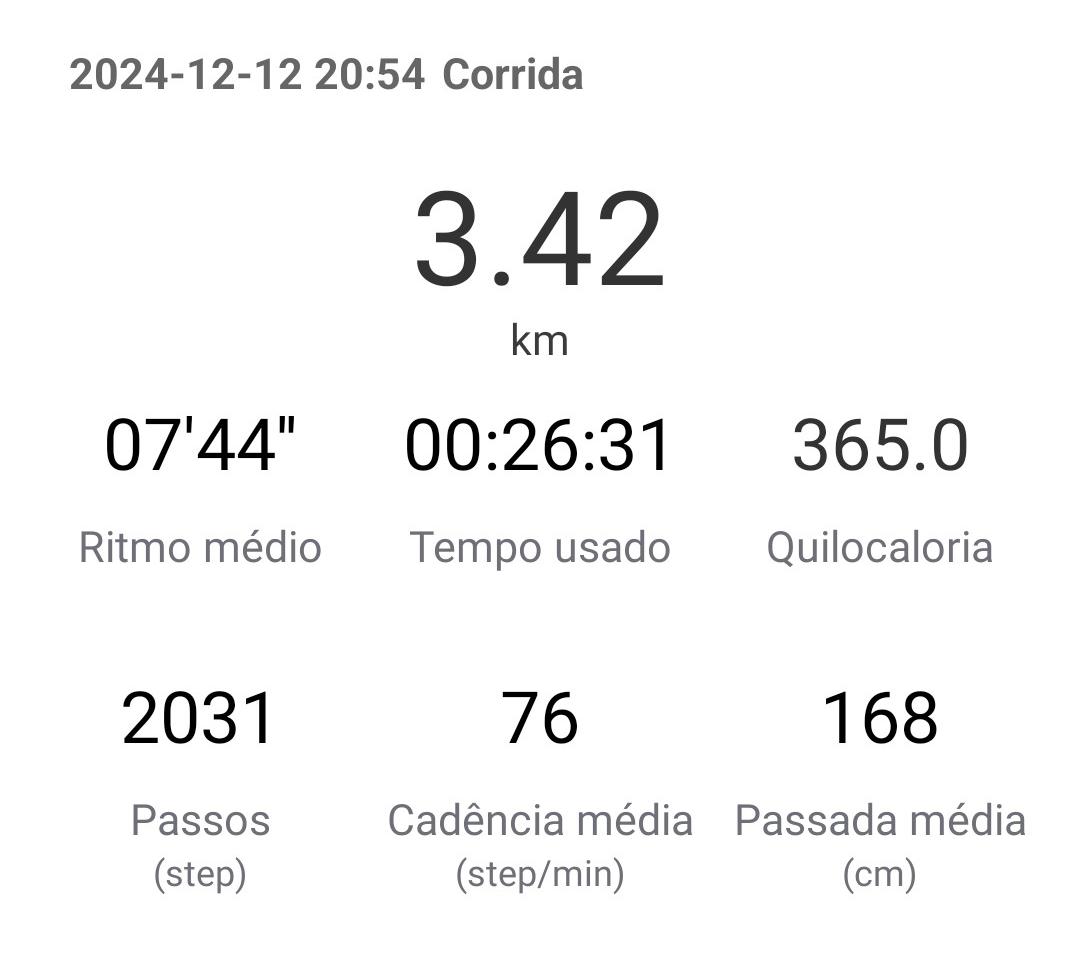 2024-12-12 20:54 Corrida
3.42
km
07'44" 00:26:31 365.0
Ritmo médio Tempo usado Quilocaloria
2031 76 168
Passos Cadência média Passada média
(step) (step/min) (cm)